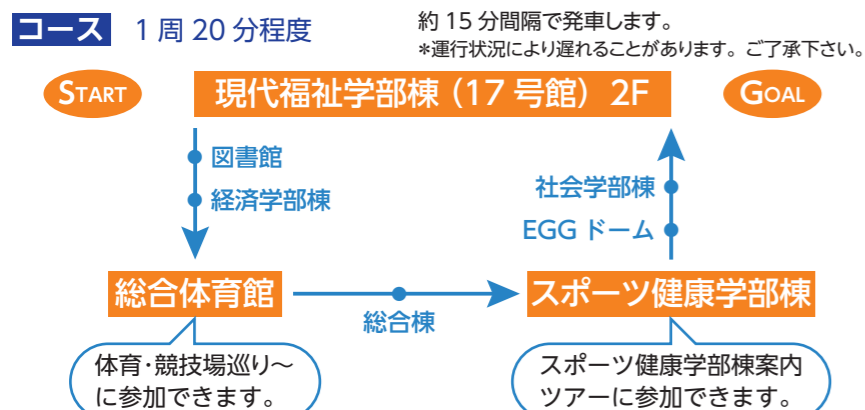 コース 1周20分程度
約15分間隔で発車します。
*運行状況により遅れることがあります。ご了承下さい。
START 現代福祉学部棟（17号館）2F GOAL
図書館
経済学部棟
社会学部棟
EGGドーム
総合体育館
総合棟
スポーツ健康学部棟
体育・競技場巡り～
に参加できます。
スポーツ健康学部棟案内
ツアーに参加できます。